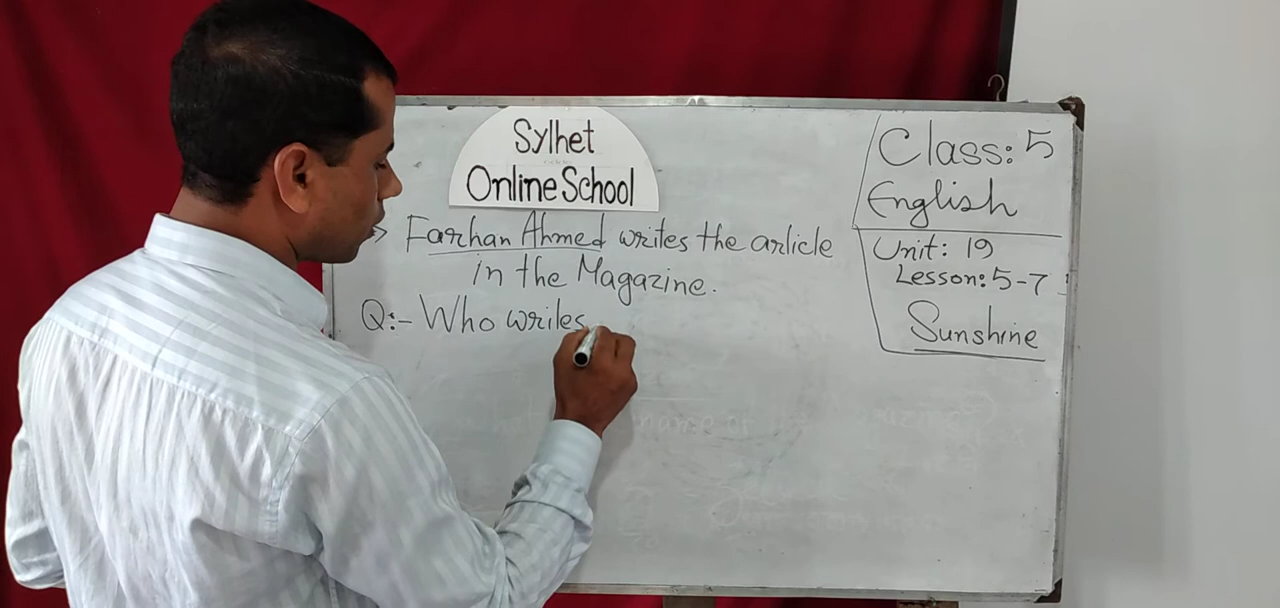 Sylhet
Online School
> Farhan Ahmed writes the article
in the Magazine.
Q:- Who writes
Class: 5
English
Unit: 19
Lesson: 5-7
Sunshine